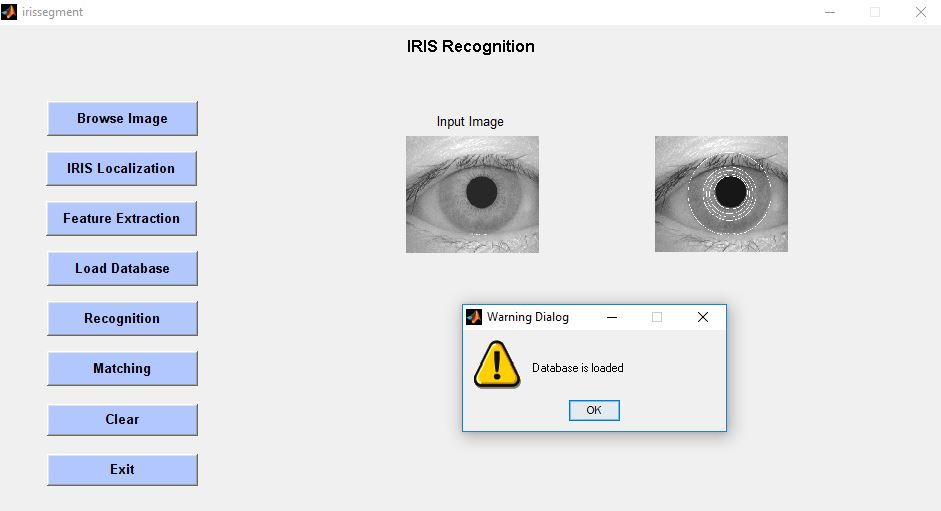 irissegment
IRIS Recognition
Browse Image
IRIS Localization
Feature Extraction
Load Database
Recognition
Matching
Clear
Exit
Input Image
Warning Dialog
Database is loaded
OK